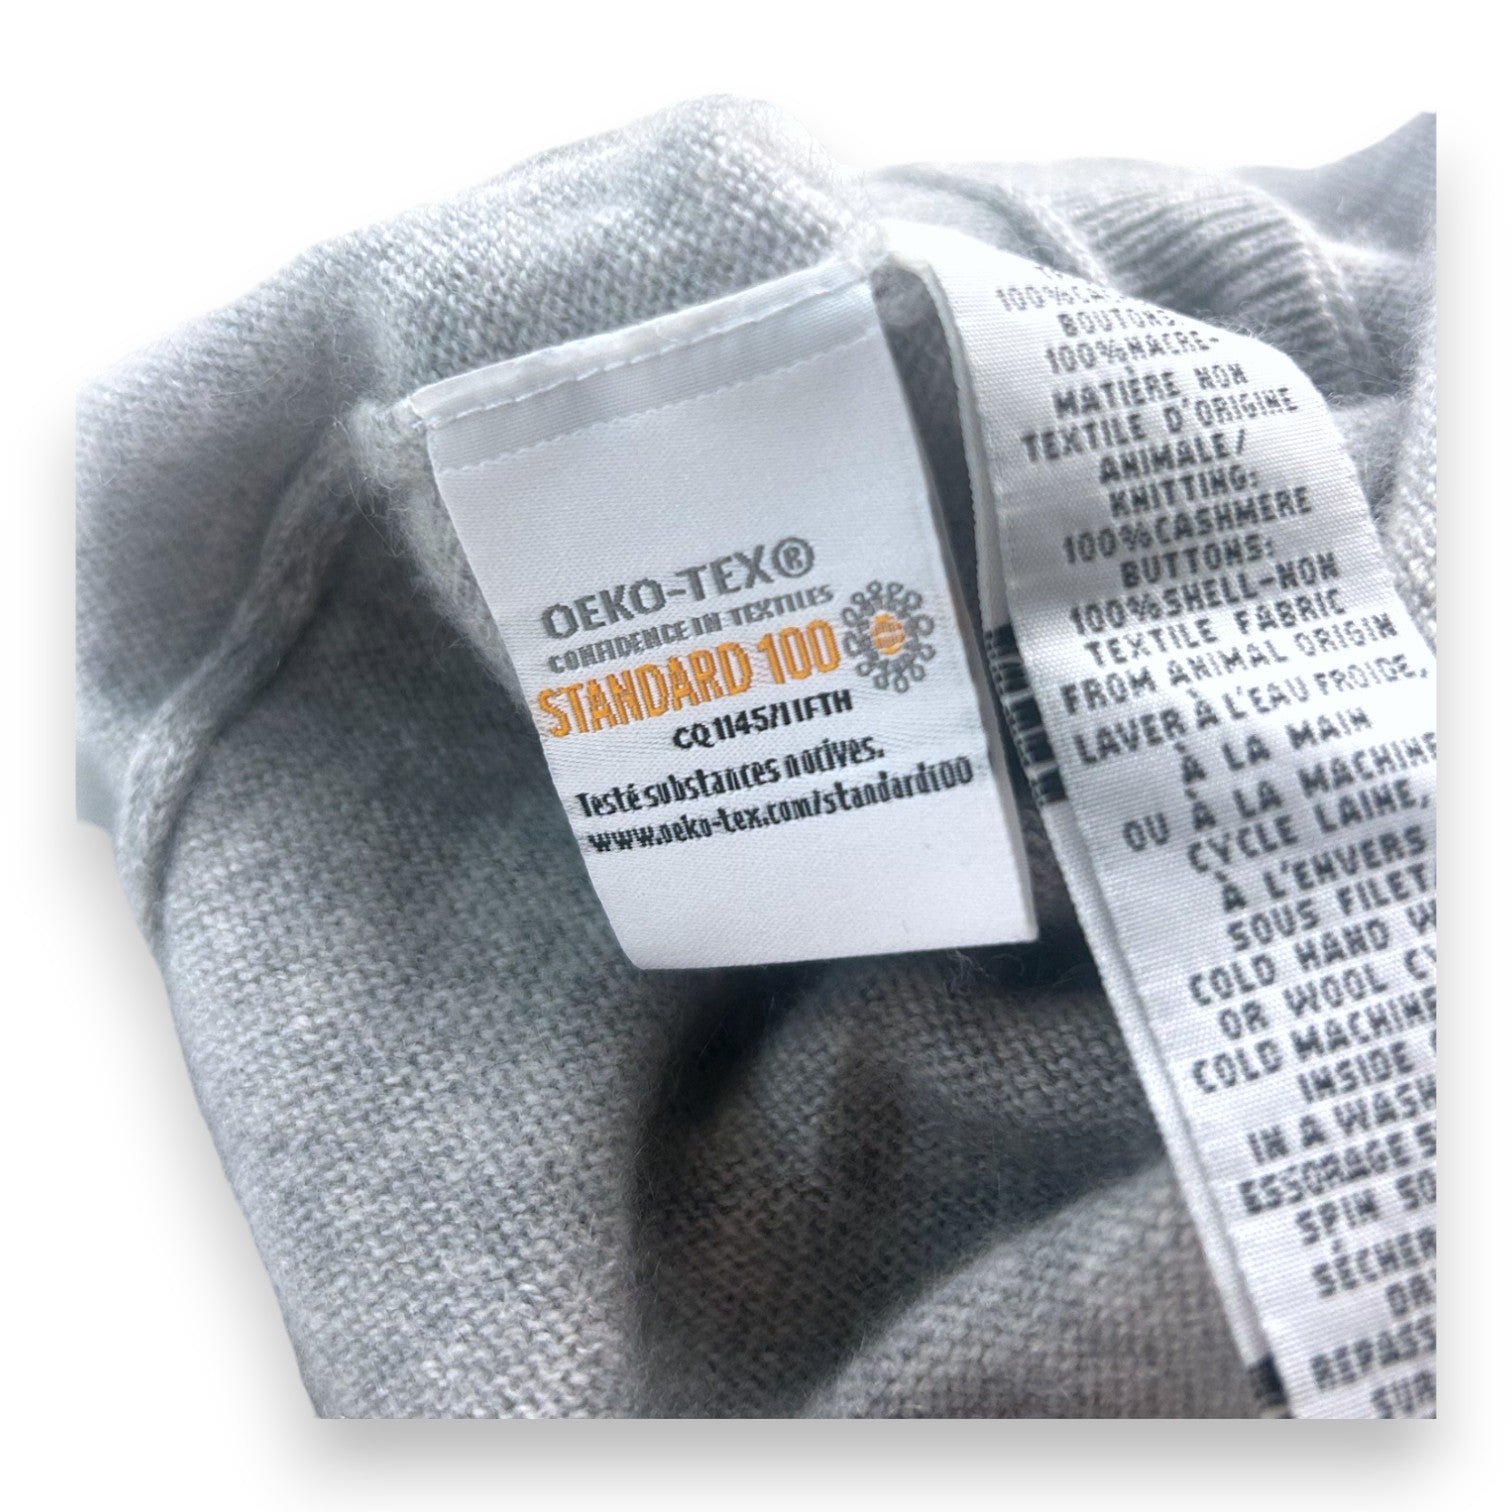 OEKO-TEX®
CONFIDENCE IN TEXTILES
STANDARD 100
CQ 1145/1 IFTH
Testé substances nocives.
www.oeko-tex.com/standard100
BOUTONS:
100%NACRE-
MATIÈRE NON
TEXTILE D'ORIGINE
ANIMALE/
KNITTING:
100%CASHMERE
BUTTONS:
100%SHELL-NON
TEXTILE FABRIC
FROM ANIMAL ORIGIN
LAVER À L'EAU FROIDE,
À LA MAIN
OU À LA MACHINE
CYCLE LAINE,
À L'ENVERS
SOUS FILET
COLD HAND
OR WOOL
COLD MACHINE
INSIDE
IN A WASH
ESSORAGE
SPIN